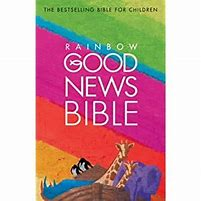 THE BESTSELLING BIBLE FOR CHILDREN
RAINBOW
GOOD
NEWS
BIBLE